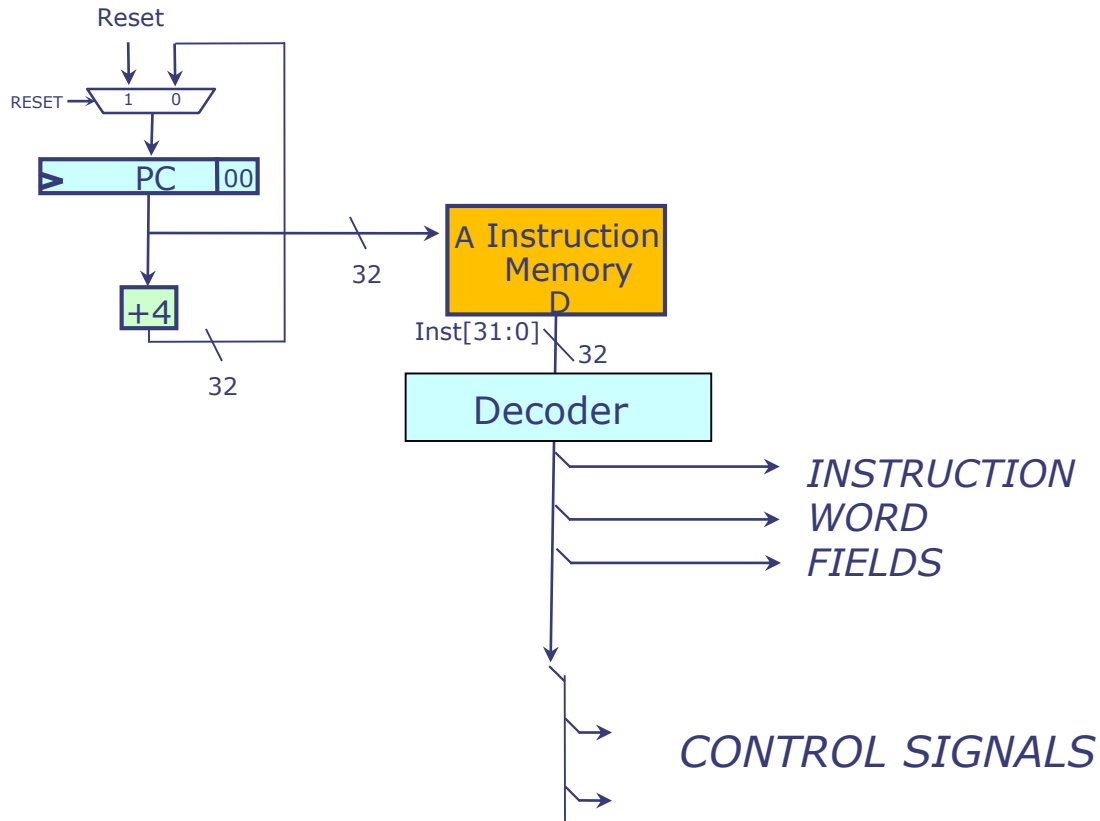 Reset
RESET
1 0
PC 00
A Instruction
Memory
D
32
+4
Inst[31:0]
32
32
Decoder
INSTRUCTION
WORD
FIELDS
CONTROL SIGNALS